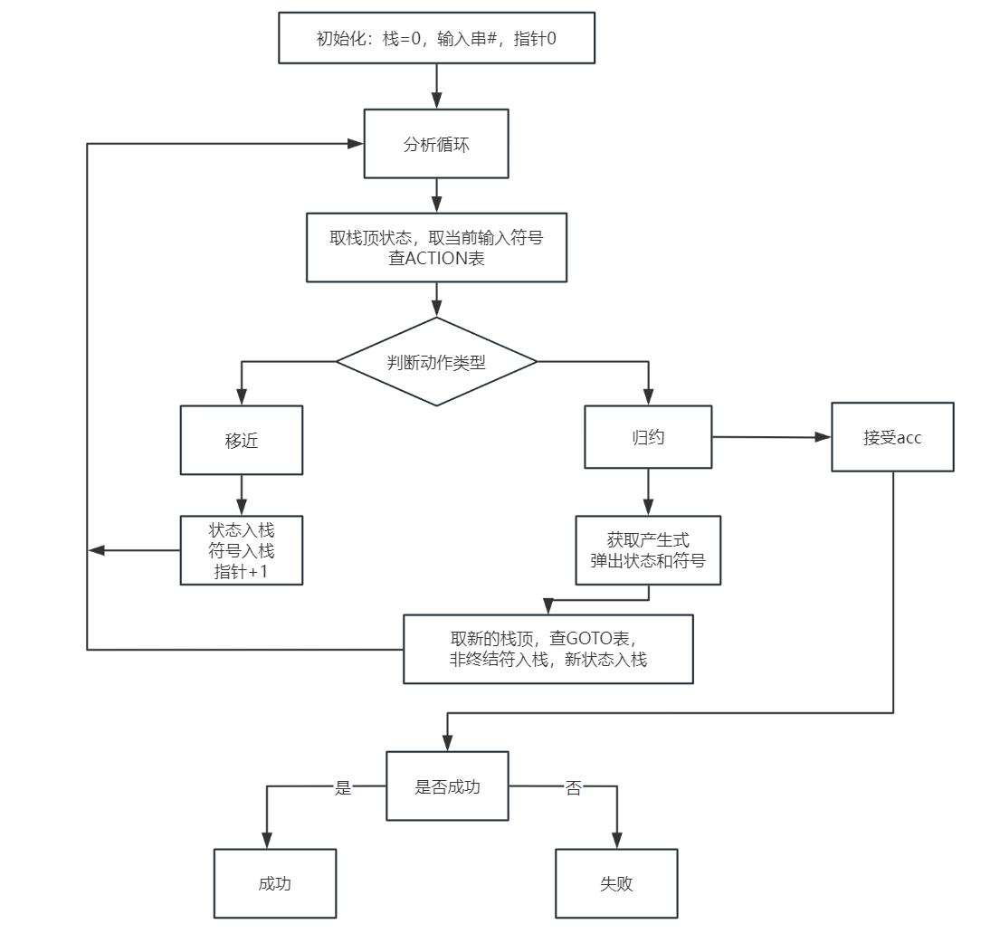 初始化：栈=0，输入串#，指针0
分析循环
取栈顶状态，取当前输入符号
查ACTION表
判断动作类型
移近
归约
接受acc
状态入栈
符号入栈
指针+1
获取产生式
弹出状态和符号
取新的栈顶，查GOTO表，
非终结符入栈，新状态入栈
是
是否成功
否
成功
失败